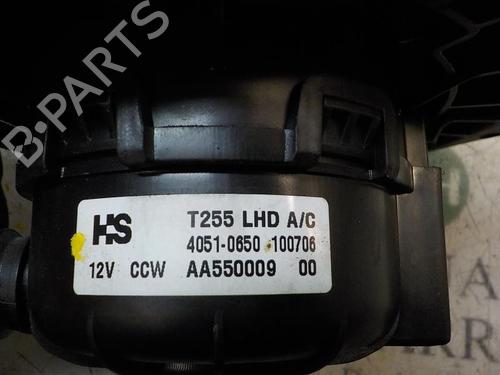 B-PARTS
HS T255 LHD A/C
4051-0650 100706
12V CCW AA550009 00